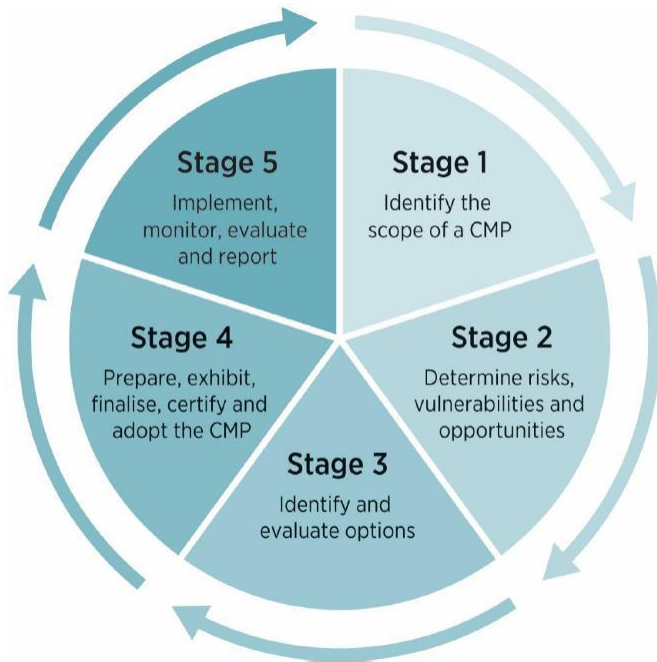 Stage 1
Identify the
scope of a CMP
Stage 2
Determine risks,
vulnerabilities and
opportunities
Stage 3
Identify and
evaluate options
Stage 4
Prepare, exhibit,
finalise, certify and
adopt the CMP
Stage 5
Implement,
monitor, evaluate
and report